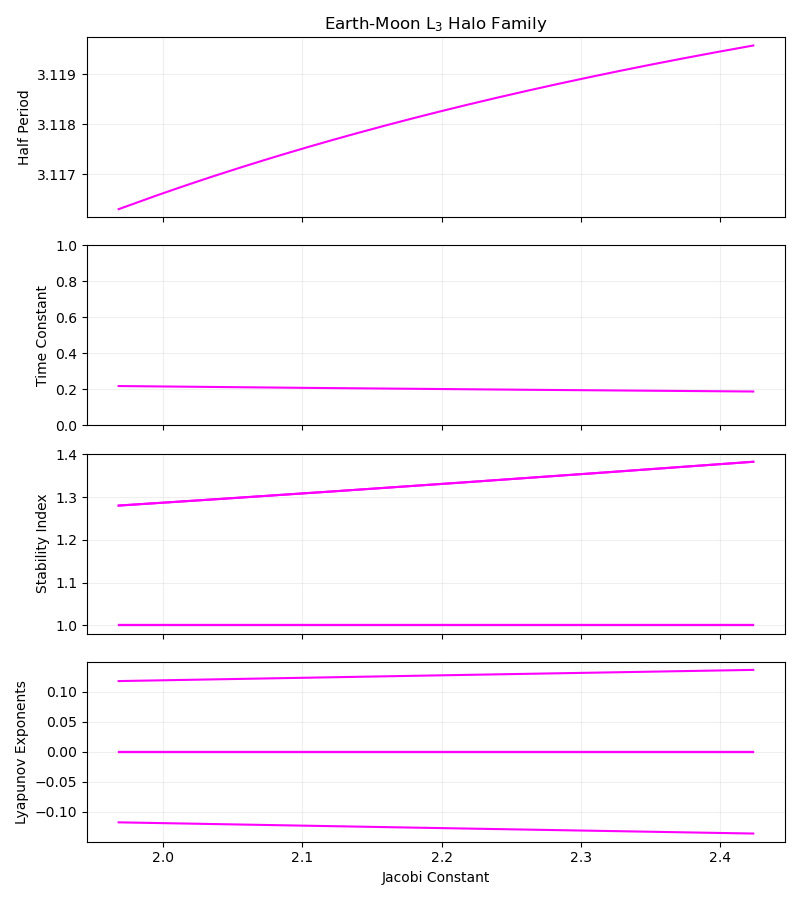 Earth-Moon L₃ Halo Family
3.119
3.118
3.117
Half Period
1.0
0.8
0.6
0.4
0.2
0.0
Time Constant
1.4
1.3
1.2
1.1
1.0
Stability Index
0.10
0.05
0.00
−0.05
−0.10
Lyapunov Exponents
2.0 2.1 2.2 2.3 2.4
Jacobi Constant